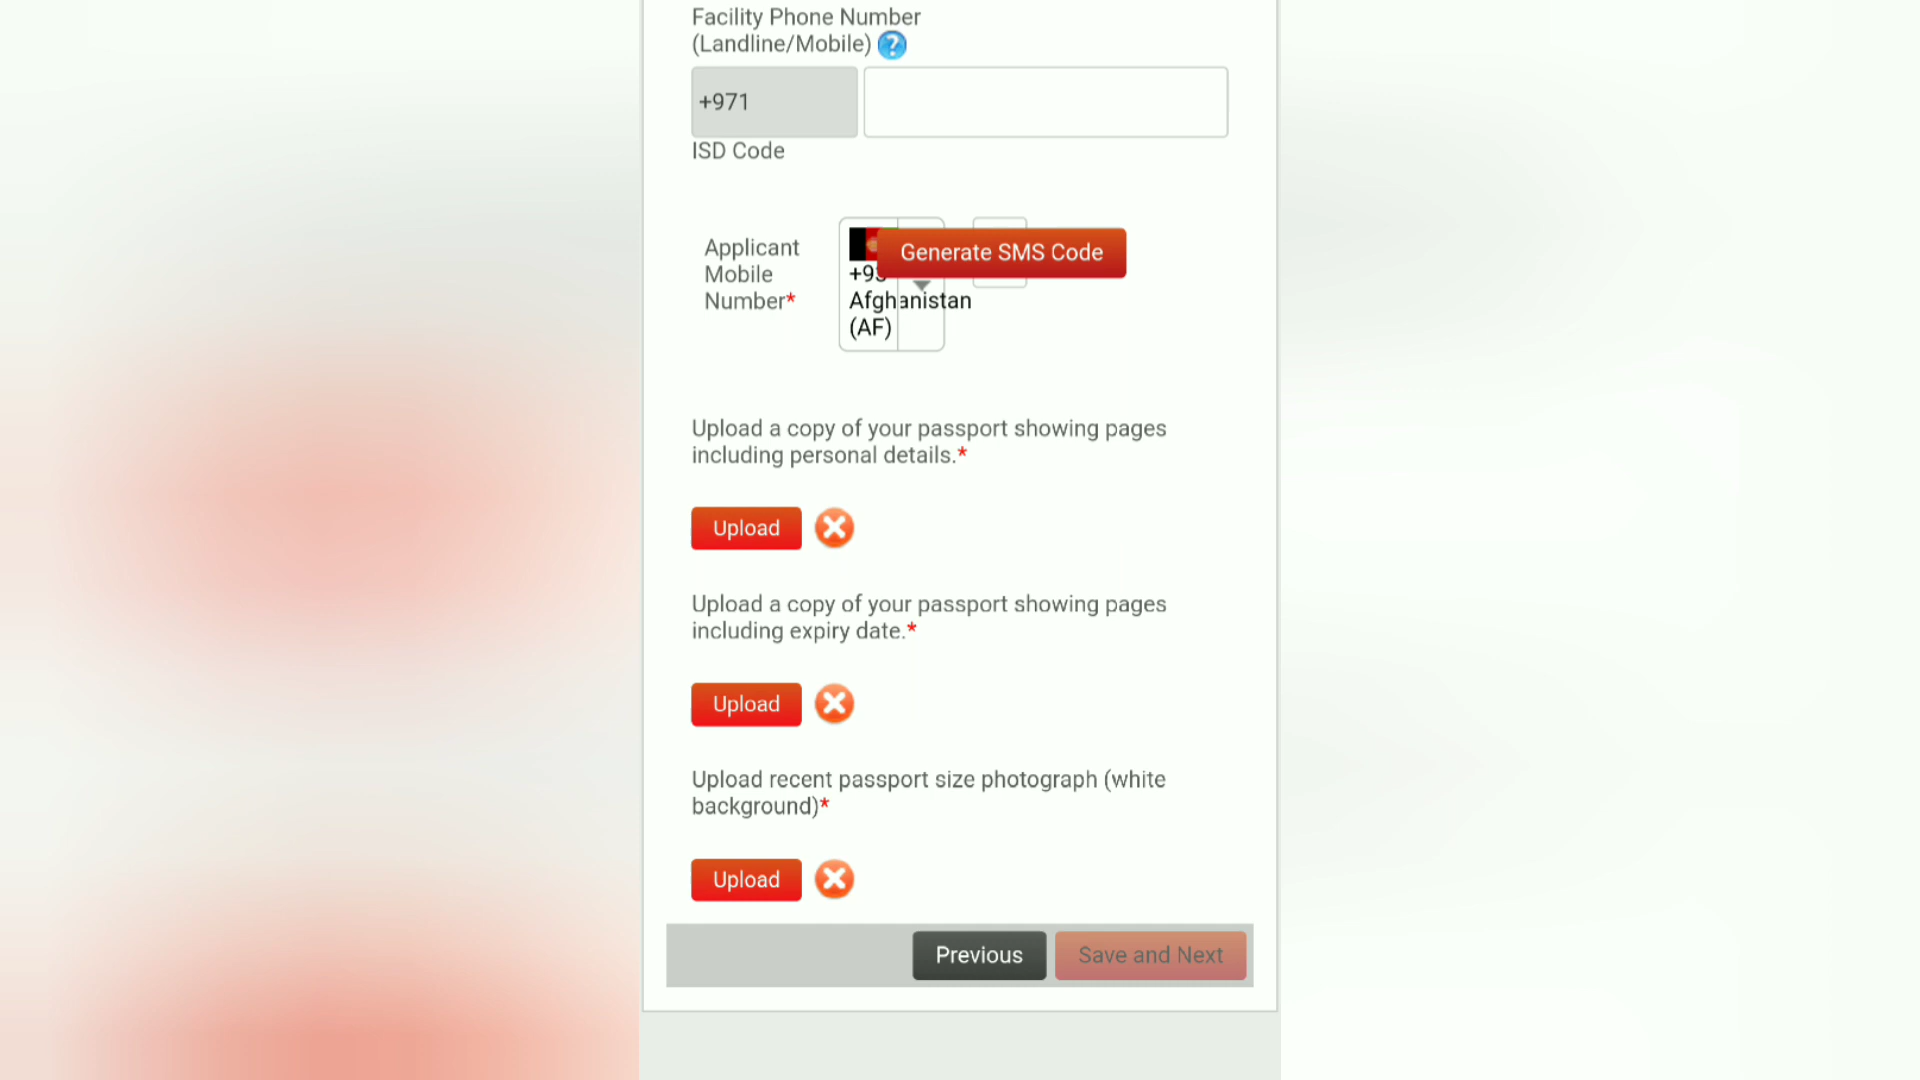 Facility Phone Number
(Landline/Mobile) ?
+971
ISD Code
Applicant
Mobile
Number*
Generate SMS Code
Afghanistan
(AF)
Upload a copy of your passport showing pages
including personal details.*
Upload
Upload a copy of your passport showing pages
including expiry date.*
Upload
Upload recent passport size photograph (white
background)*
Upload
Previous
Save and Next